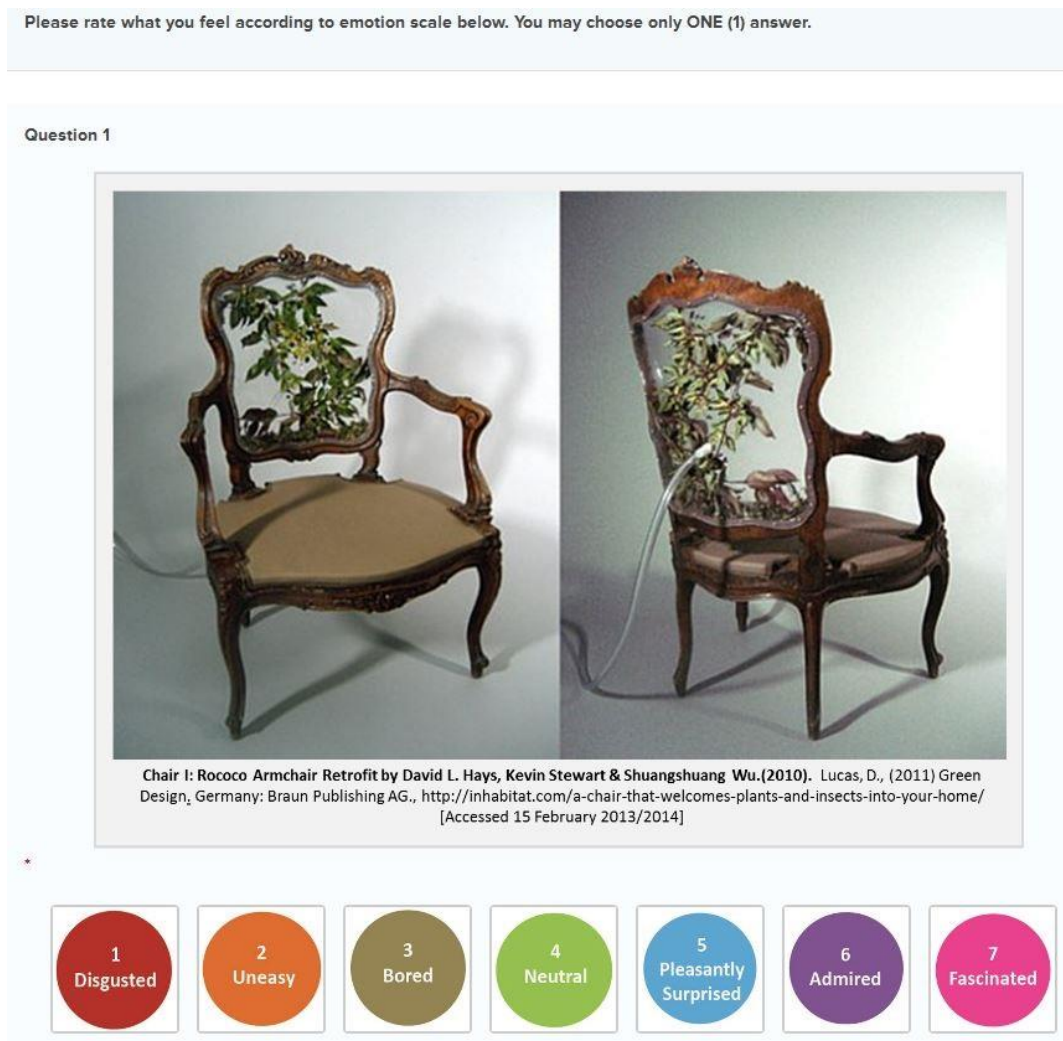 Please rate what you feel according to emotion scale below. You may choose only ONE (1) answer.
Question 1
Chair I: Rococo Armchair Retrofit by David L. Hays, Kevin Stewart & Shuangshuang Wu.(2010). Lucas, D., (2011) Green
Design, Germany: Braun Publishing AG., http://inhabitat.com/a-chair-that-welcomes-plants-and-insects-into-your-home/
[Accessed 15 February 2013/2014]
*
1
Disgusted
2
Uneasy
3
Bored
4
Neutral
5
Pleasantly
Surprised
6
Admired
7
Fascinated